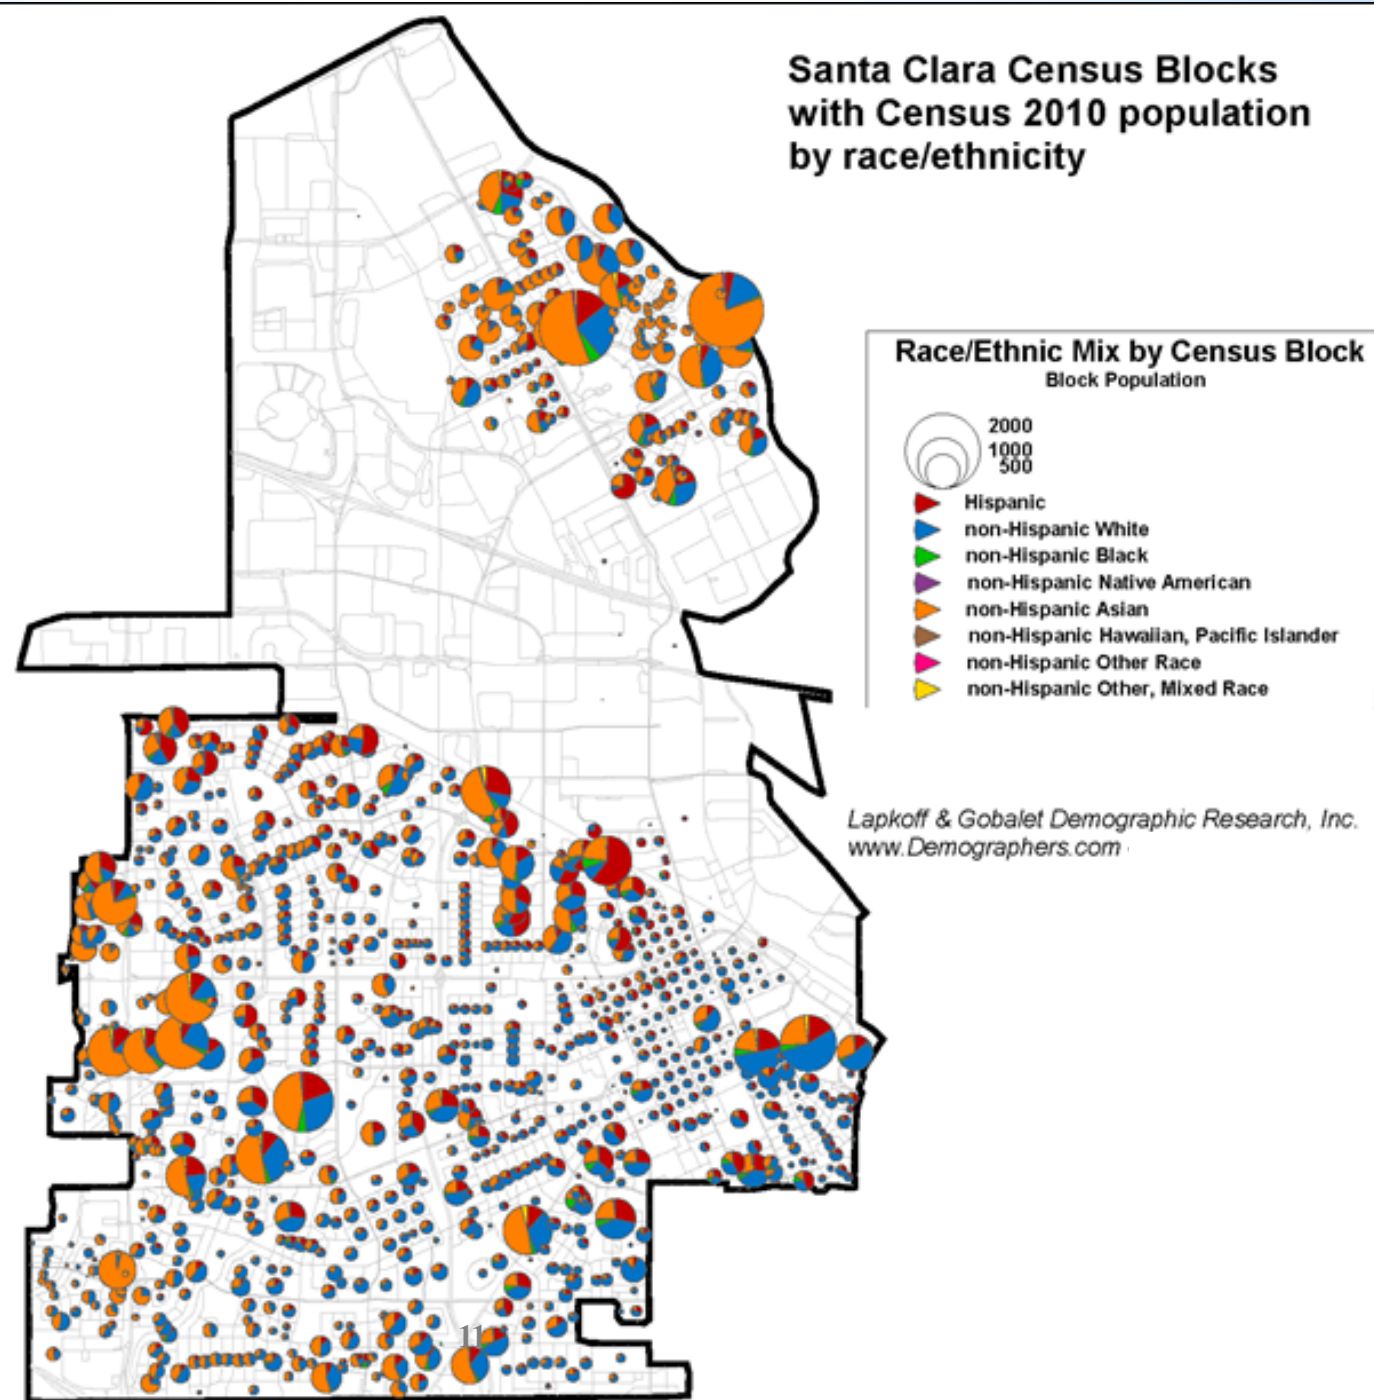 Santa Clara Census Blocks
with Census 2010 population
by race/ethnicity
Race/Ethnic Mix by Census Block
Block Population
2000
1000
500
Hispanic
non-Hispanic White
non-Hispanic Black
non-Hispanic Native American
non-Hispanic Asian
non-Hispanic Hawaiian, Pacific Islander
non-Hispanic Other Race
non-Hispanic Other, Mixed Race
Lapkoff & Gobalet Demographic Research, Inc.
www.Demographers.com
11